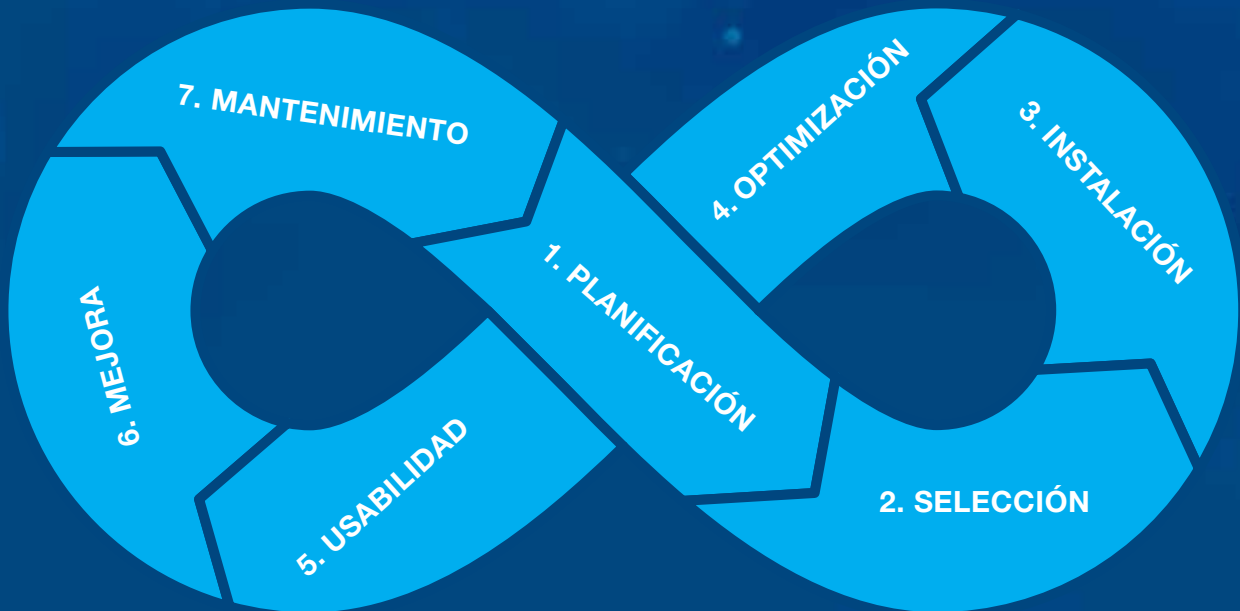 1. PLANIFICACIÓN
2. SELECCIÓN
3. INSTALACIÓN
4. OPTIMIZACIÓN
5. USABILIDAD
6. MEJORA
7. MANTENIMIENTO